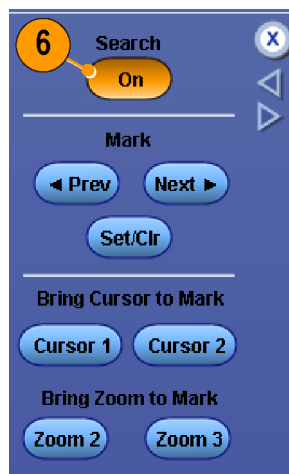 6
Search
X
On
Mark
◄ Prev Next ►
Set/Clr
Bring Cursor to Mark
Cursor 1 Cursor 2
Bring Zoom to Mark
Zoom 2 Zoom 3